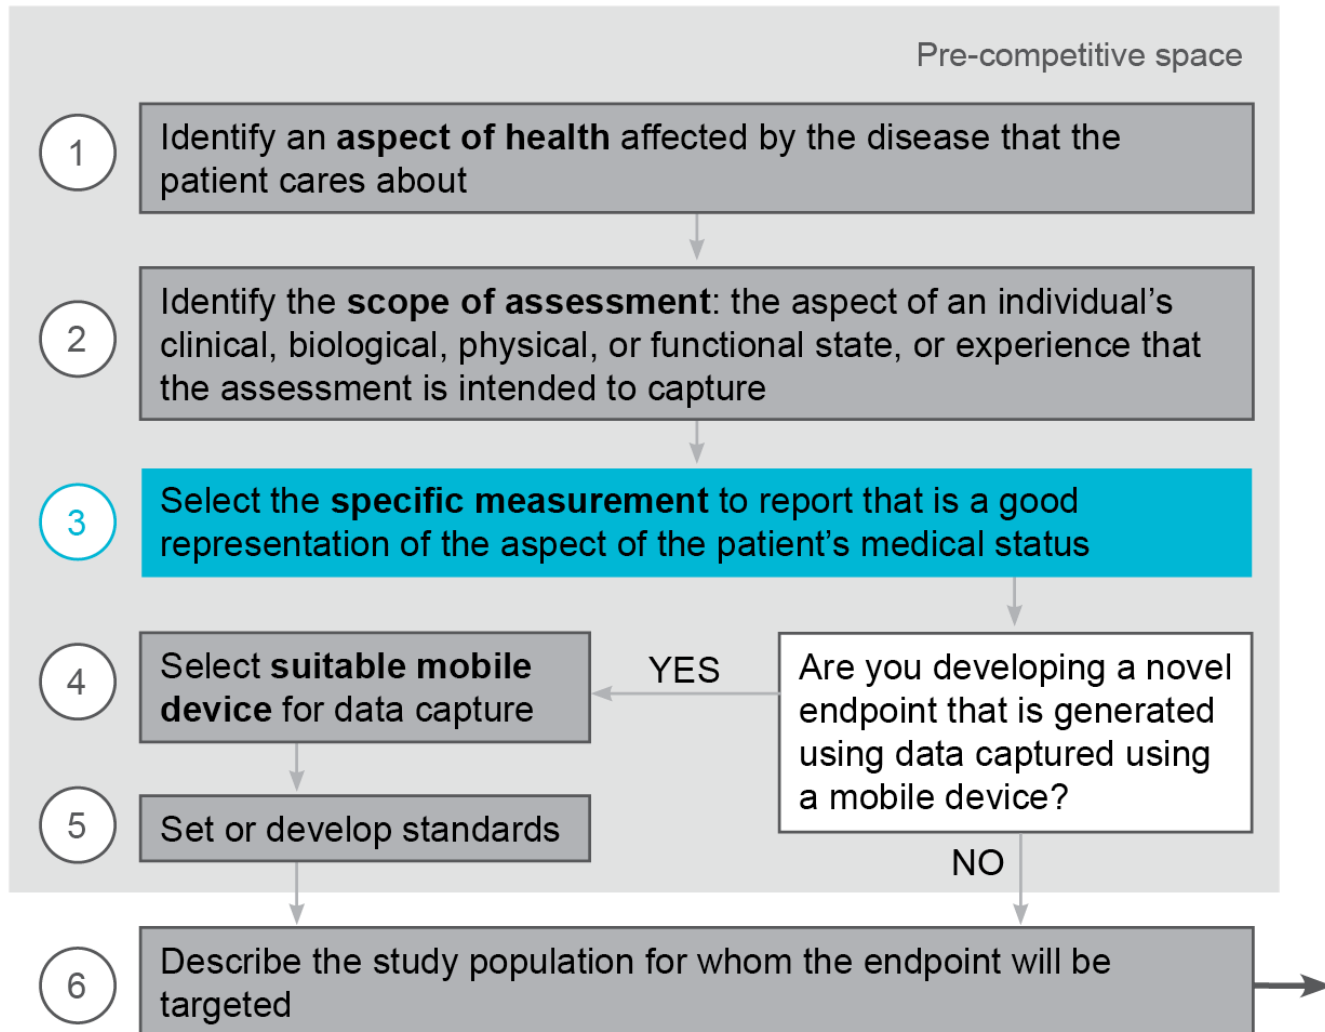 Pre-competitive space
1
Identify an aspect of health affected by the disease that the
patient cares about
2
Identify the scope of assessment: the aspect of an individual’s
clinical, biological, physical, or functional state, or experience that
the assessment is intended to capture
3
Select the specific measurement to report that is a good
representation of the aspect of the patient’s medical status
4
Select suitable mobile
device for data capture
YES
Are you developing a novel
endpoint that is generated
using data captured using
a mobile device?
5
Set or develop standards
NO
6
Describe the study population for whom the endpoint will be
targeted